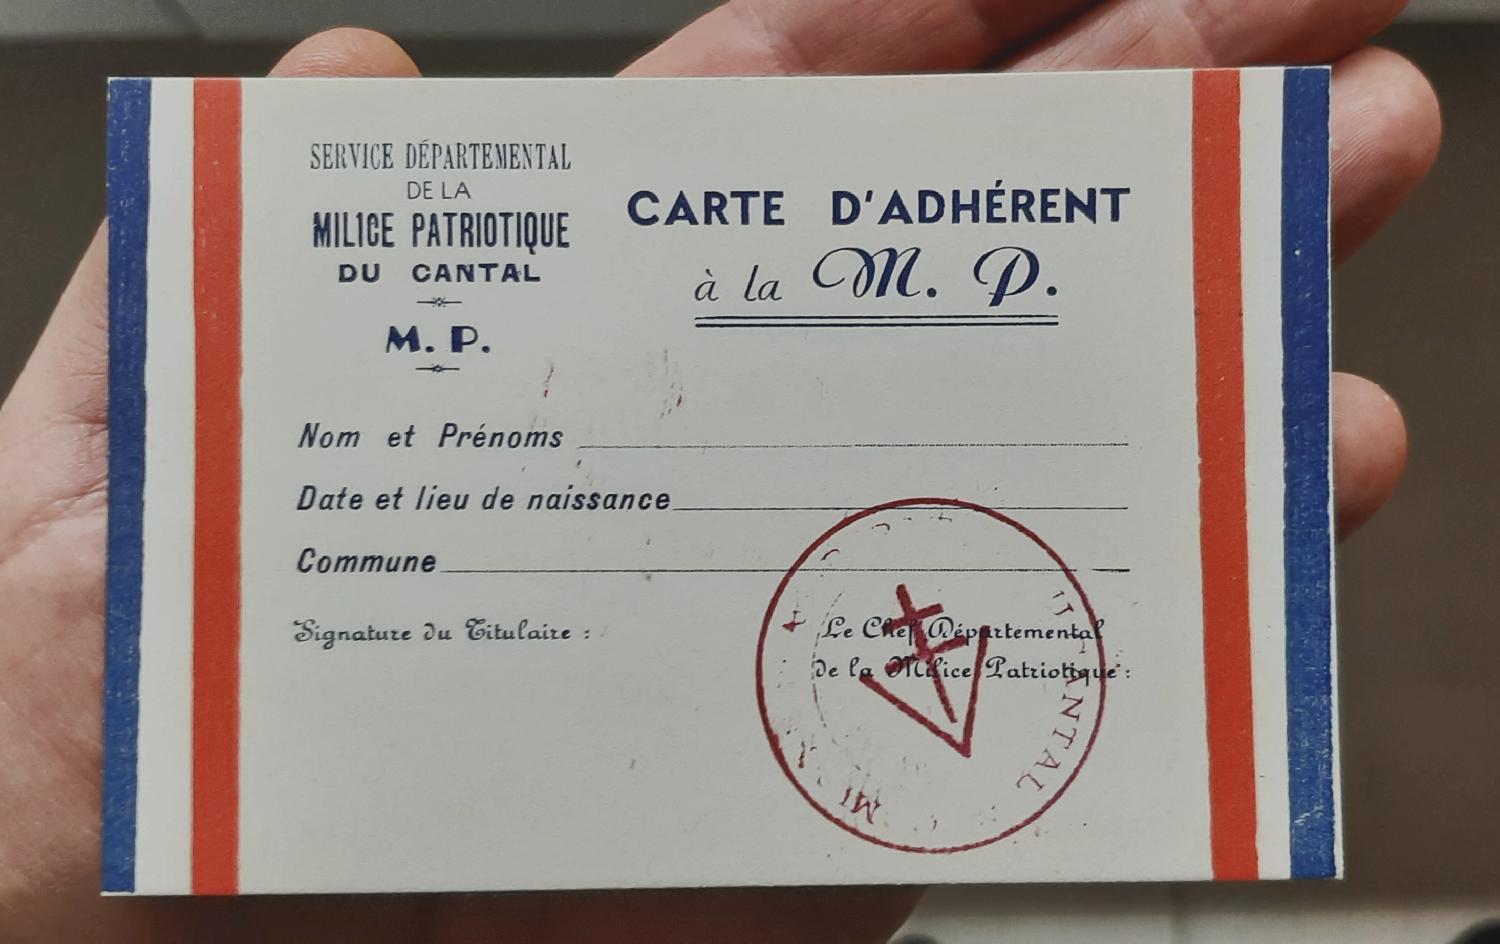 SERVICE DÉPARTEMENTAL
DE LA
MILICE PATRIOTIQUE
DU CANTAL
M. P.
CARTE D'ADHÉRENT
à la M. P.
Nom et Prénoms
Date et lieu de naissance
Commune
Signature du Titulaire :
Le Chef Départemental
de la Milice Patriotique :
CANTAL